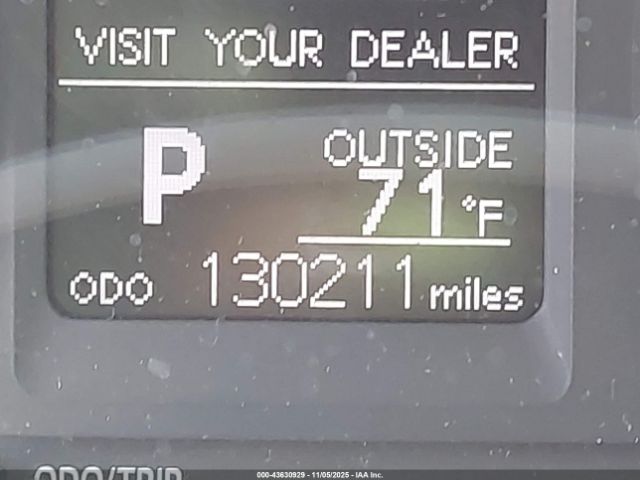 VISIT YOUR DEALER
P
OUTSIDE
71°F
ODO 130211 miles
ODO/TRIP
000-43630929 - 11/05/2025 - IAA Inc.